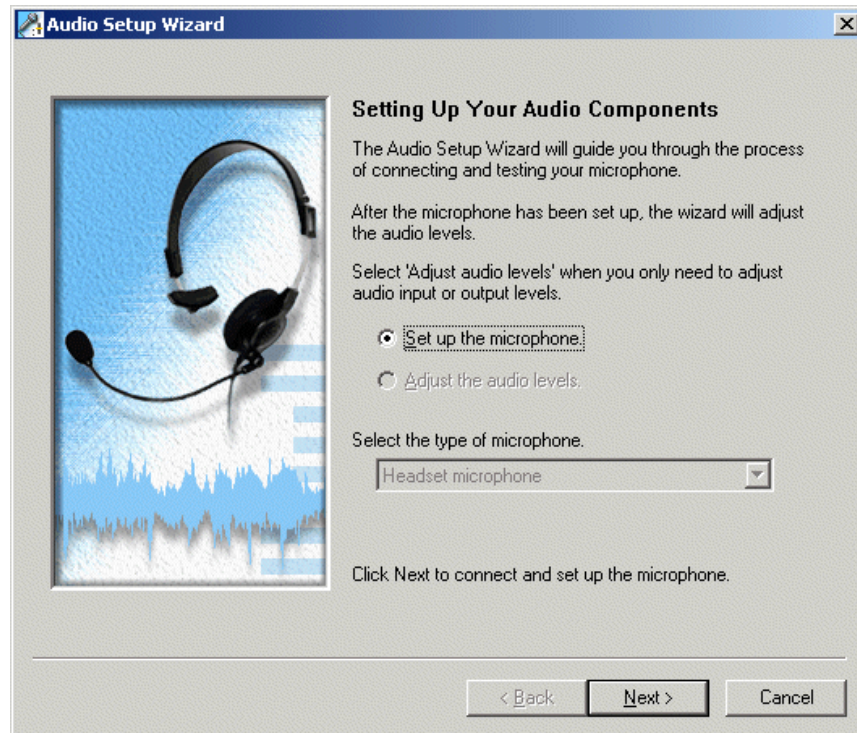 Audio Setup Wizard
Setting Up Your Audio Components
The Audio Setup Wizard will guide you through the process
of connecting and testing your microphone.
After the microphone has been set up, the wizard will adjust
the audio levels.
Select 'Adjust audio levels' when you only need to adjust
audio input or output levels.
Set up the microphone.
Adjust the audio levels.
Select the type of microphone.
Headset microphone
Click Next to connect and set up the microphone.
< Back Next > Cancel